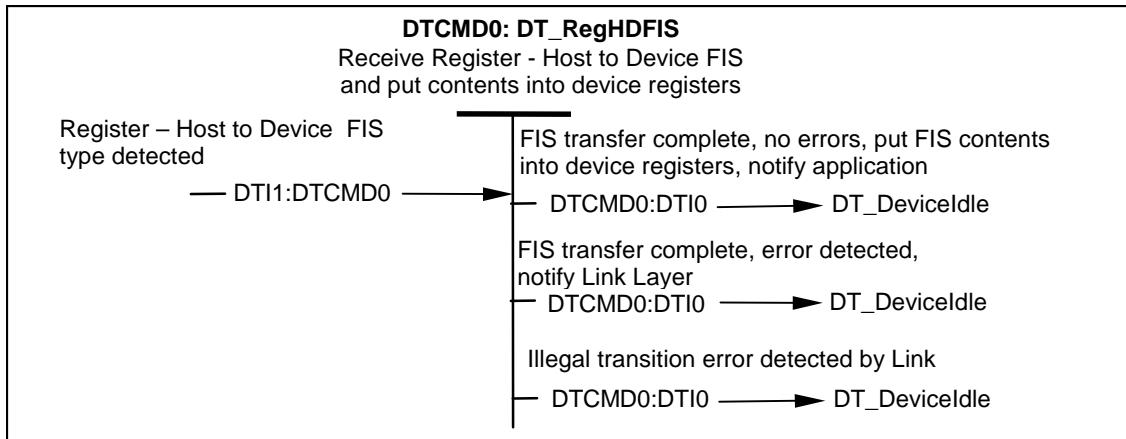 DTCMD0: DT_RegHDFIS
Receive Register - Host to Device FIS
and put contents into device registers
Register – Host to Device FIS
type detected
DTI1:DTCMD0
FIS transfer complete, no errors, put FIS contents
into device registers, notify application
DTCMD0:DTI0 DT_DeviceIdle
FIS transfer complete, error detected,
notify Link Layer
DTCMD0:DTI0 DT_DeviceIdle
Illegal transition error detected by Link
DTCMD0:DTI0 DT_DeviceIdle